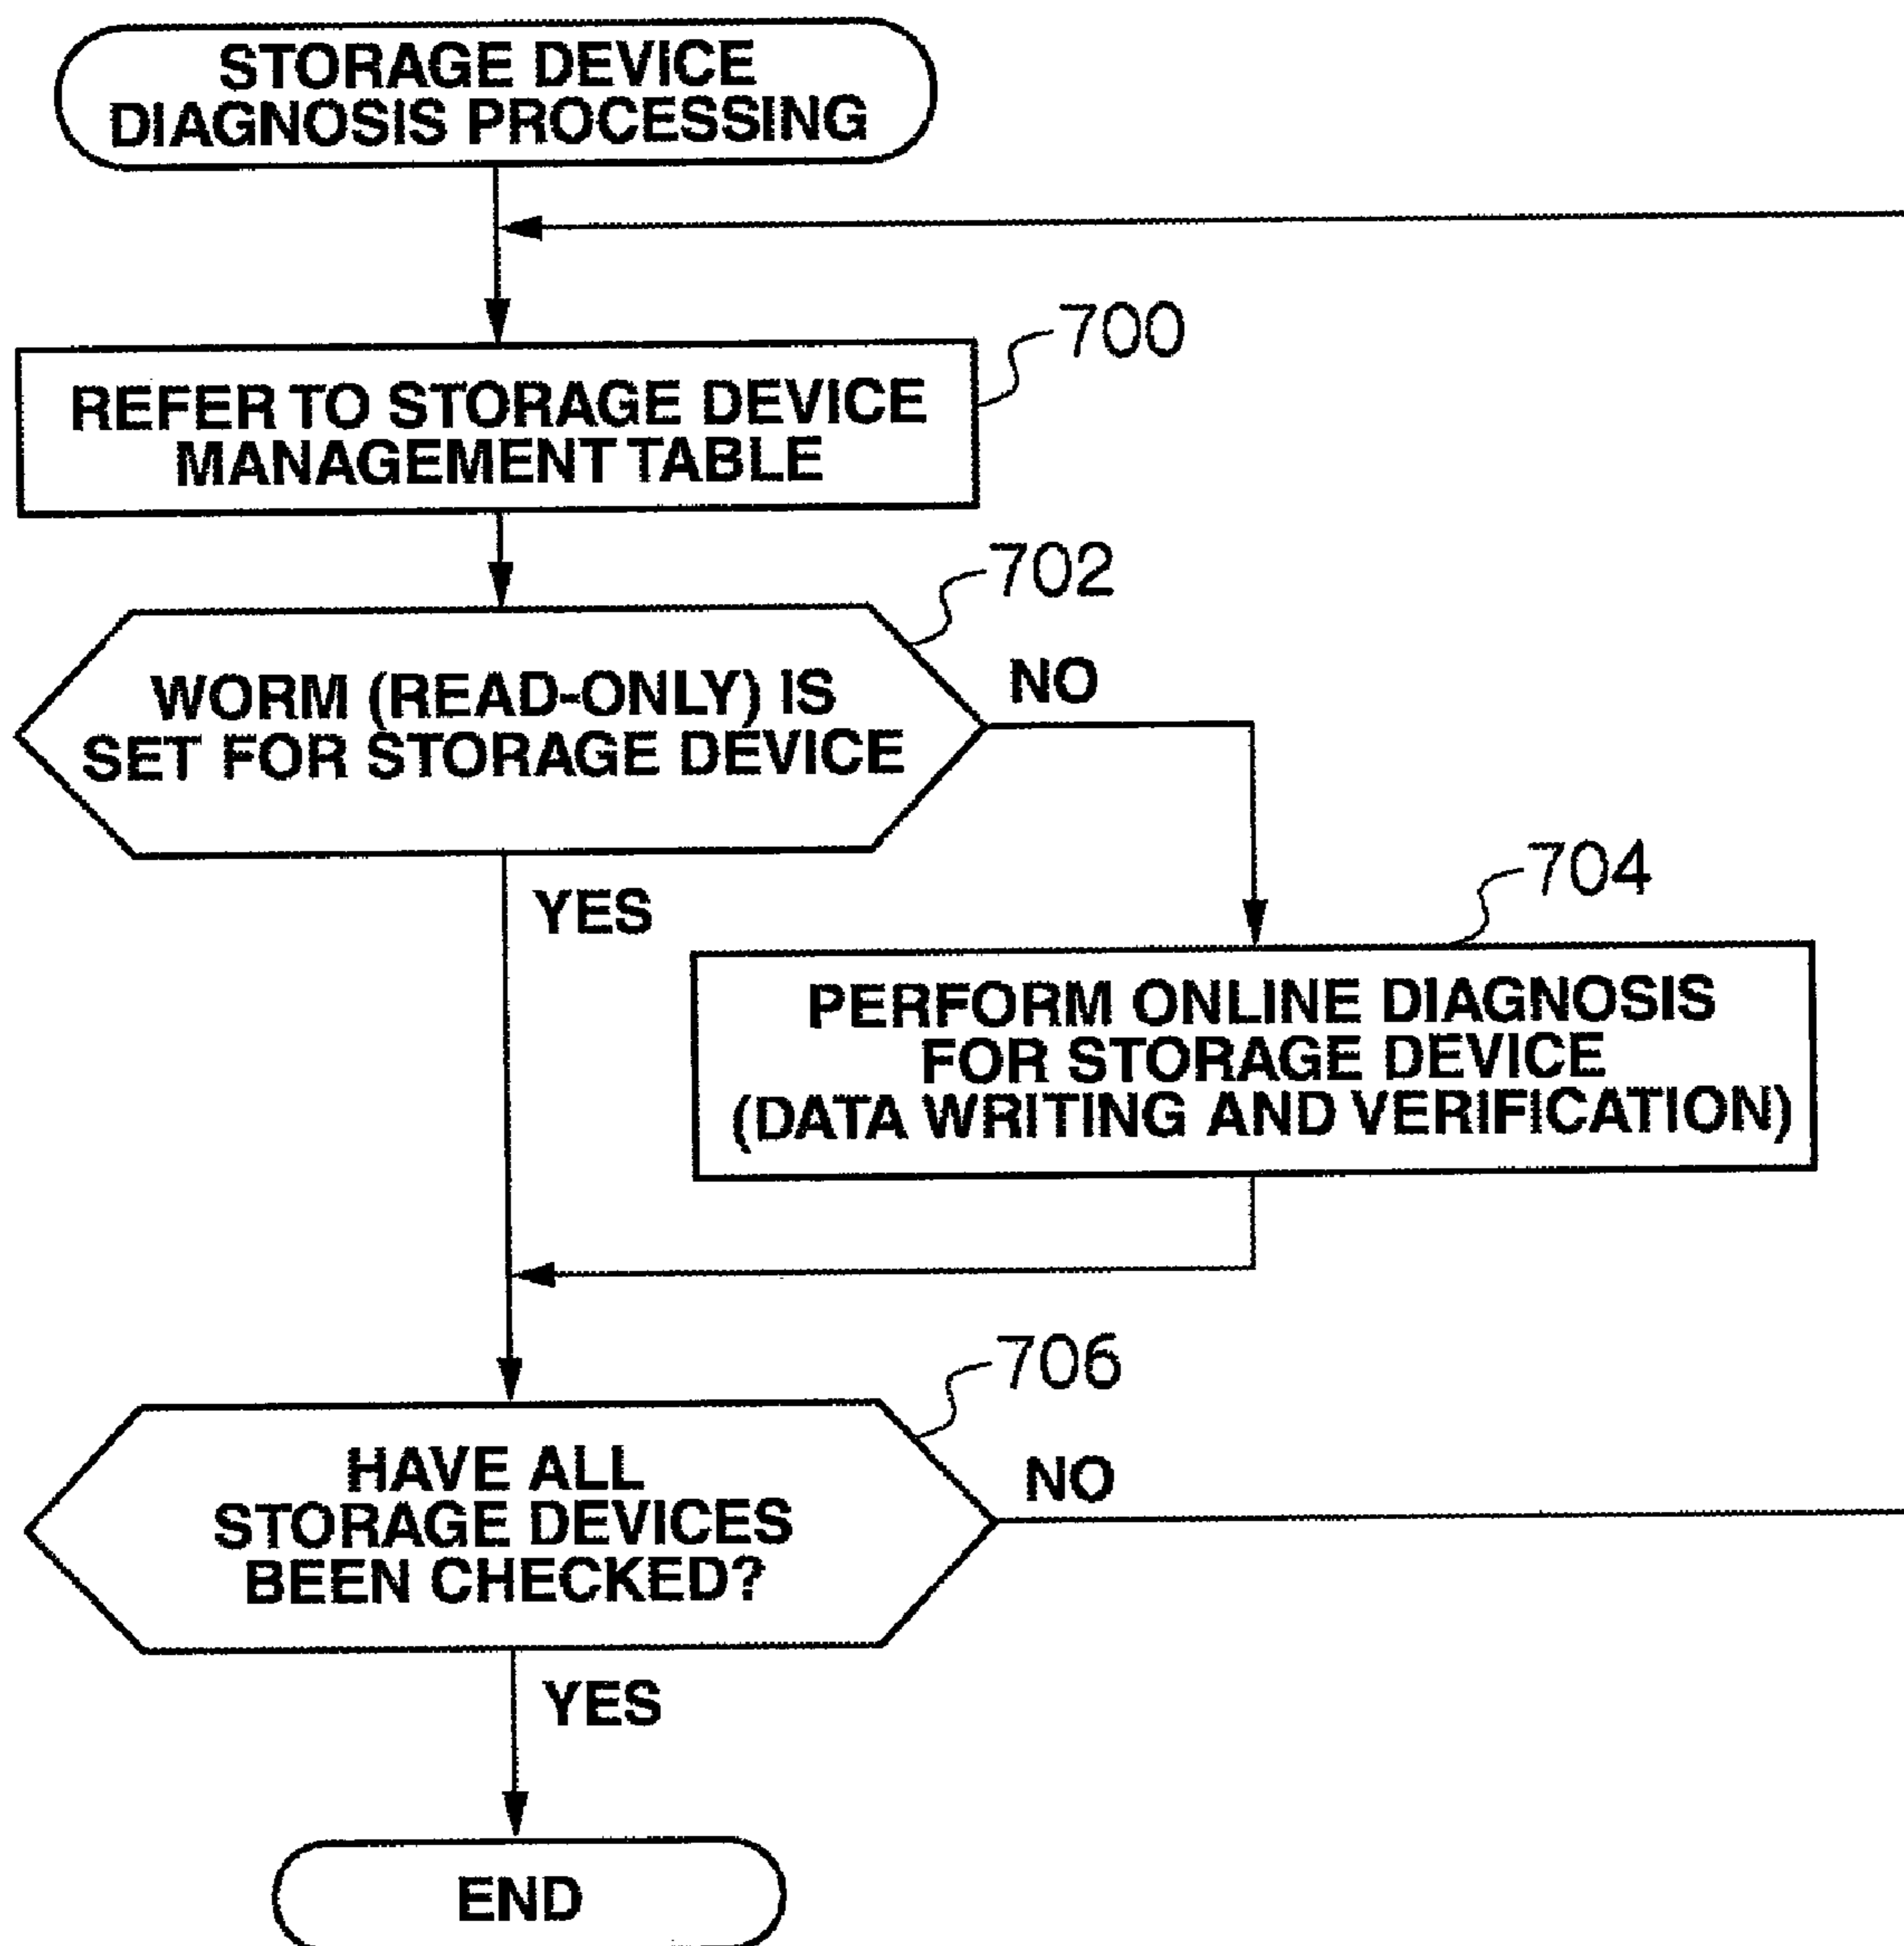 STORAGE DEVICE
DIAGNOSIS PROCESSING
700
REFER TO STORAGE DEVICE
MANAGEMENT TABLE
702
WORM (READ-ONLY) IS
SET FOR STORAGE DEVICE
NO
YES
704
PERFORM ONLINE DIAGNOSIS
FOR STORAGE DEVICE
(DATA WRITING AND VERIFICATION)
706
HAVE ALL
STORAGE DEVICES
BEEN CHECKED?
NO
YES
END